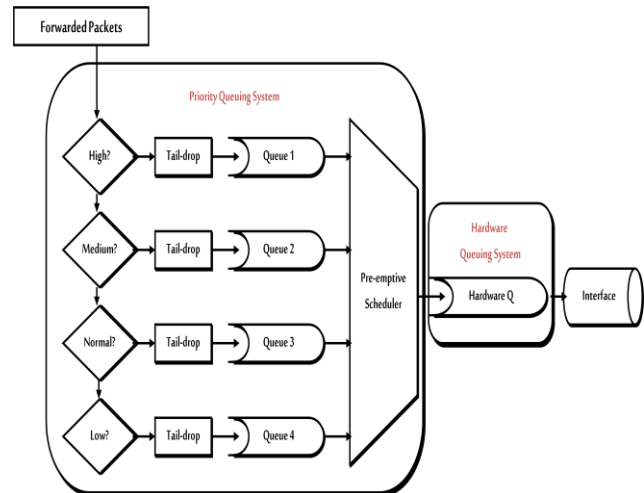 Forwarded Packets
Priority Queuing System
High?
Tail-drop
Queue 1
Medium?
Tail-drop
Queue 2
Normal?
Tail-drop
Queue 3
Low?
Tail-drop
Queue 4
Pre-emptive
Scheduler
Hardware
Queuing System
Hardware Q
Interface